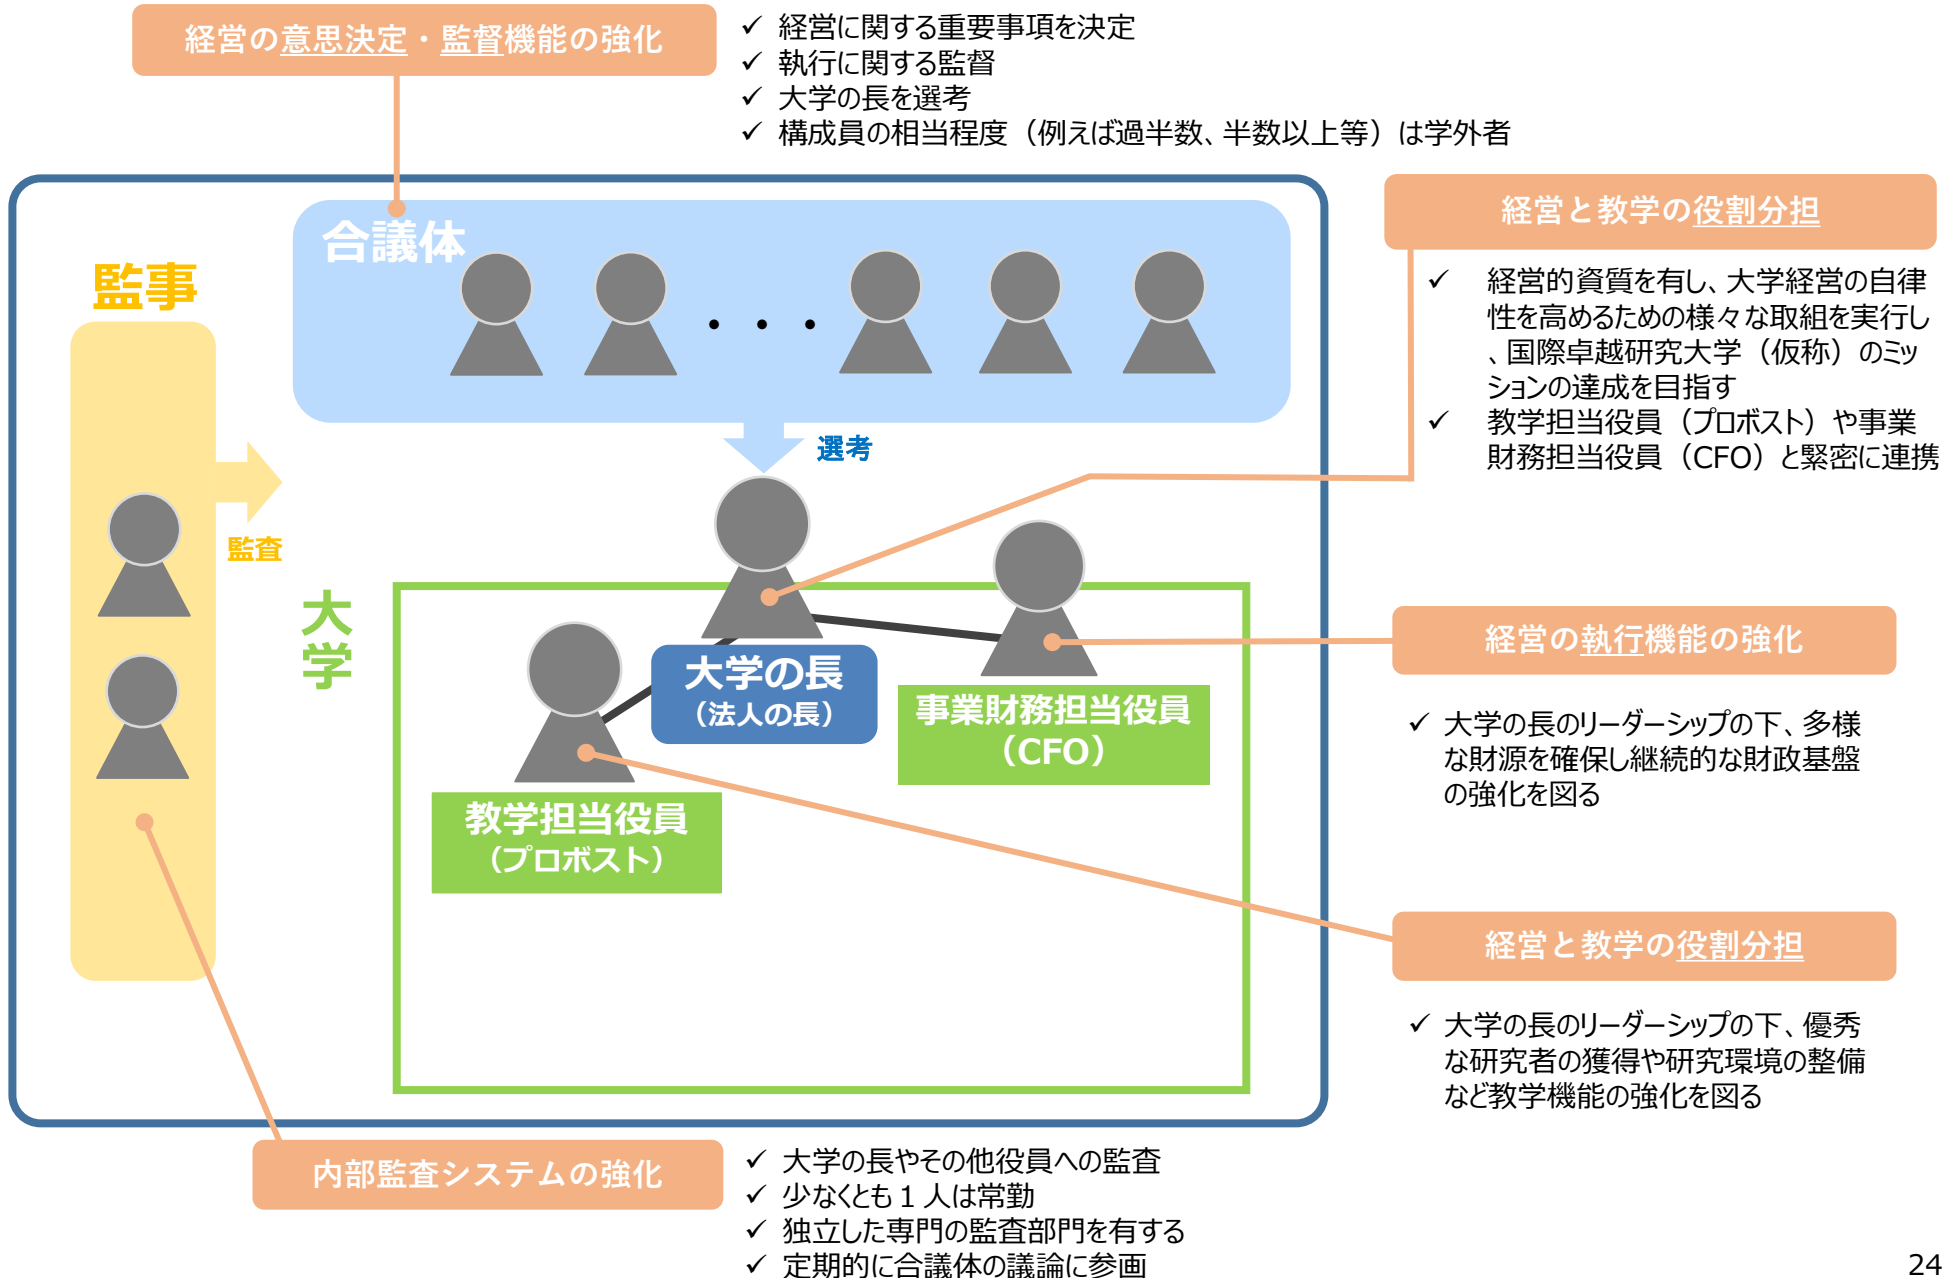 経営の意思決定・監督機能の強化
✓ 経営に関する重要事項を決定
✓ 執行に関する監督
✓ 大学の長を選考
✓ 構成員の相当程度（例えば過半数、半数以上等）は学外者
合議体
監事
・・・
選考
監査
大学
大学の長
（法人の長）
事業財務担当役員
（CFO）
教学担当役員
（プロボスト）
経営と教学の役割分担
✓ 経営的資質を有し、大学経営の自律
性を高めるための様々な取組を実行し
、国際卓越研究大学（仮称）のミッ
ションの達成を目指す
✓ 教学担当役員（プロボスト）や事業
財務担当役員（CFO）と緊密に連携
経営の執行機能の強化
✓ 大学の長のリーダーシップの下、多様
な財源を確保し継続的な財政基盤
の強化を図る
経営と教学の役割分担
✓ 大学の長のリーダーシップの下、優秀
な研究者の獲得や研究環境の整備
など教学機能の強化を図る
内部監査システムの強化
✓ 大学の長やその他役員への監査
✓ 少なくとも１人は常勤
✓ 独立した専門の監査部門を有する
✓ 定期的に合議体の議論に参画
24